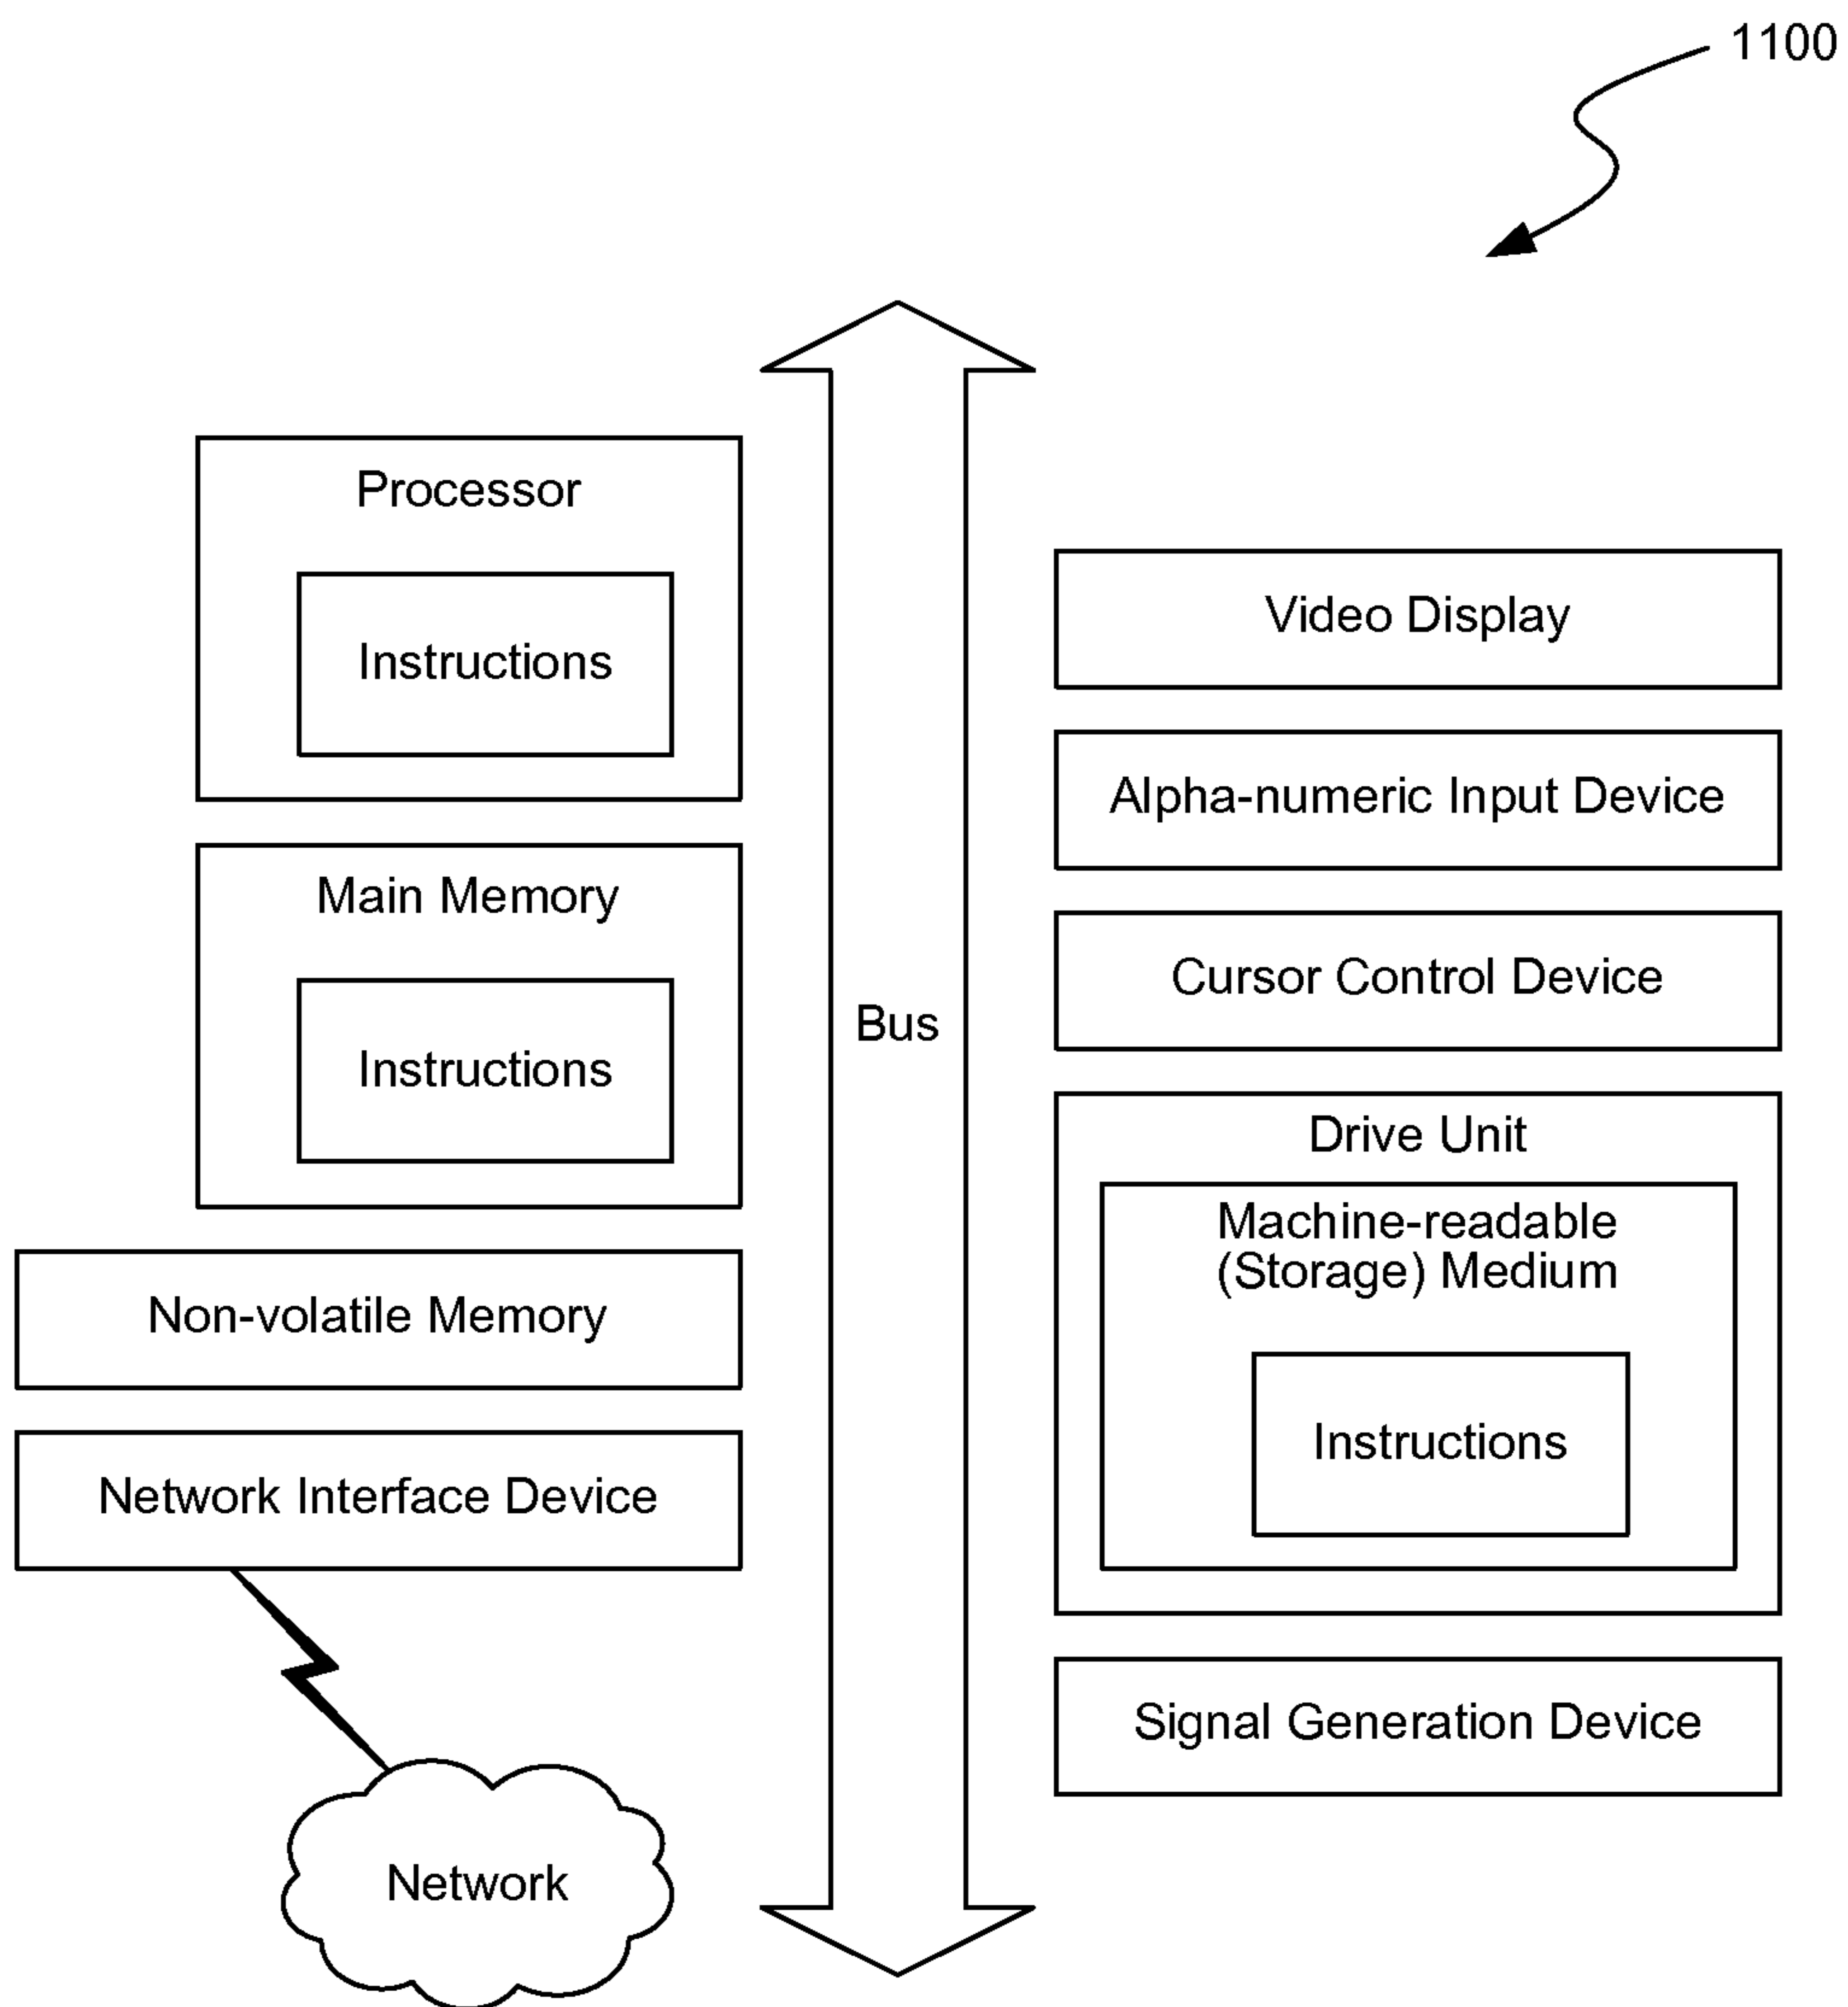 1100
Processor
Instructions
Main Memory
Instructions
Non-volatile Memory
Network Interface Device
Network
Bus
Video Display
Alpha-numeric Input Device
Cursor Control Device
Drive Unit
Machine-readable
(Storage) Medium
Instructions
Signal Generation Device